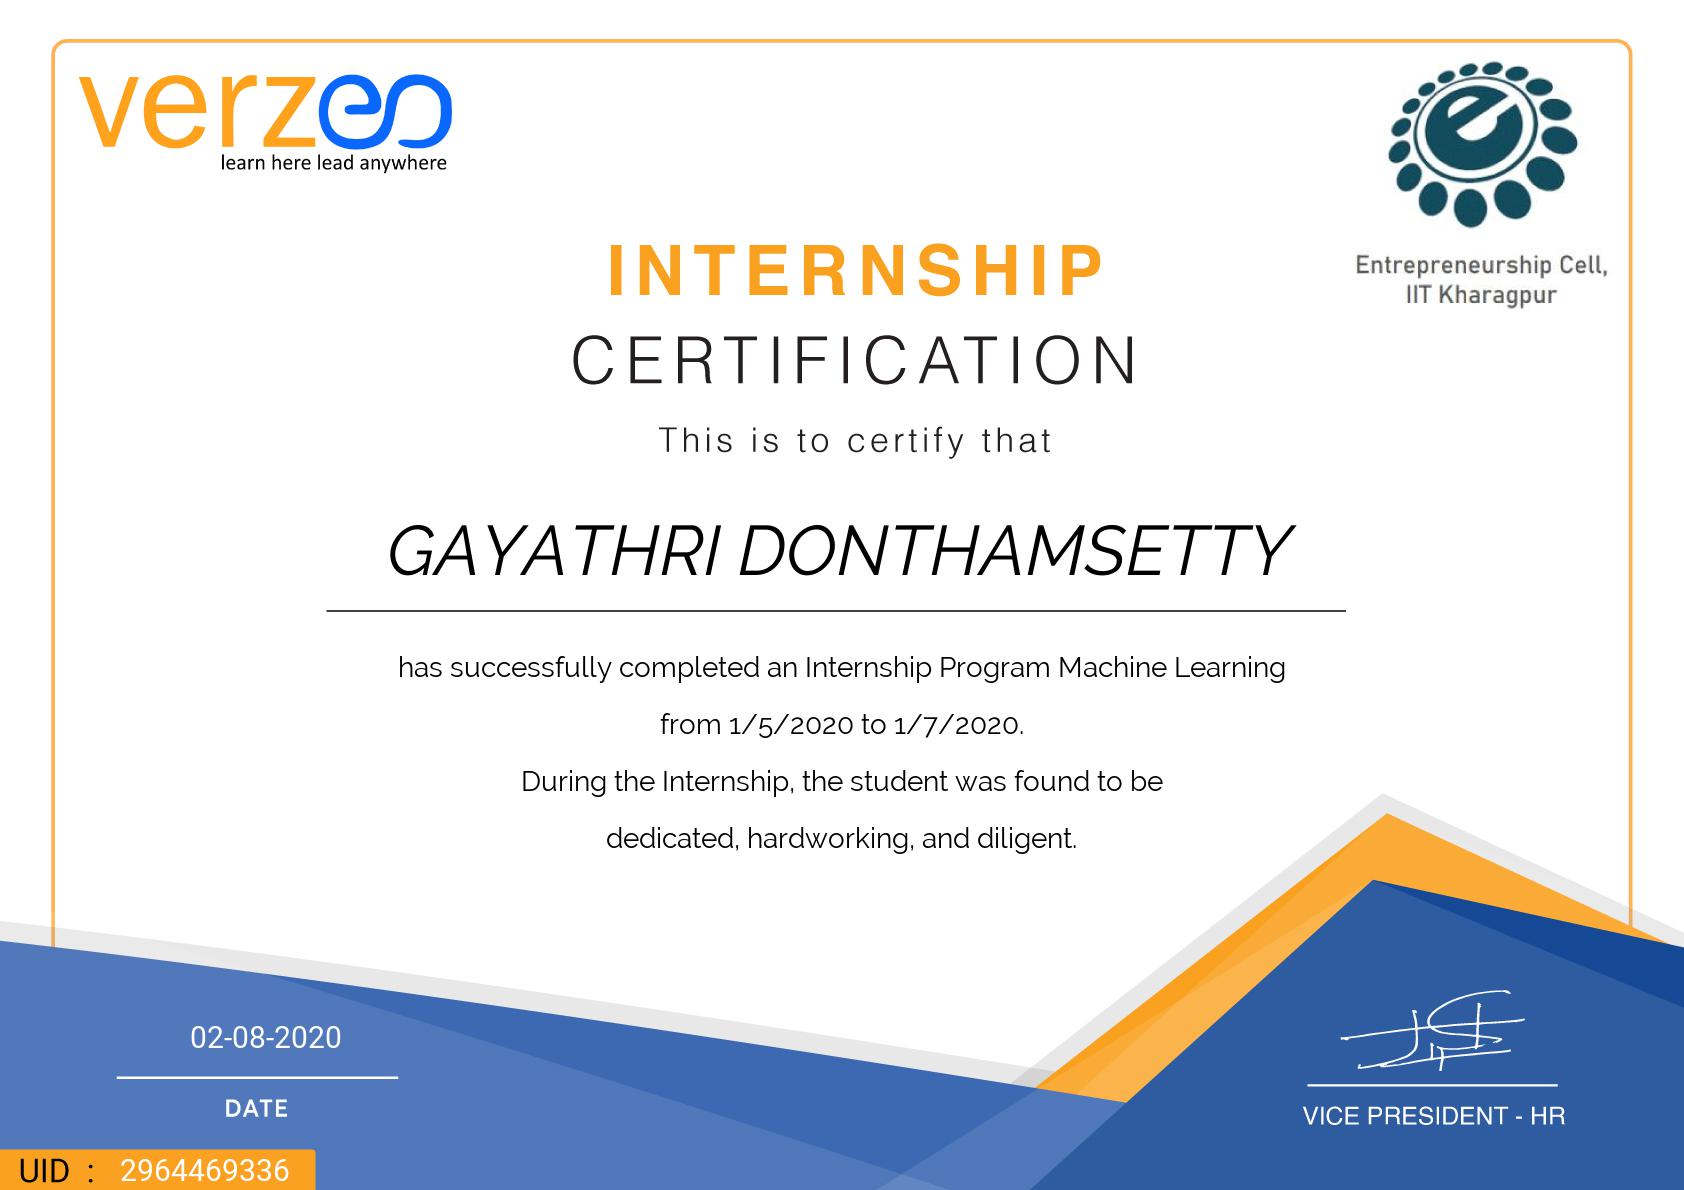 verzeo
learn here lead anywhere
Entrepreneurship Cell,
IIT Kharagpur
INTERNSHIP
CERTIFICATION
This is to certify that
GAYATHRI DONTHAMSETTY
has successfully completed an Internship Program Machine Learning
from 1/5/2020 to 1/7/2020.
During the Internship, the student was found to be
dedicated, hardworking, and diligent.
02-08-2020
DATE
VICE PRESIDENT - HR
UID : 2964469336